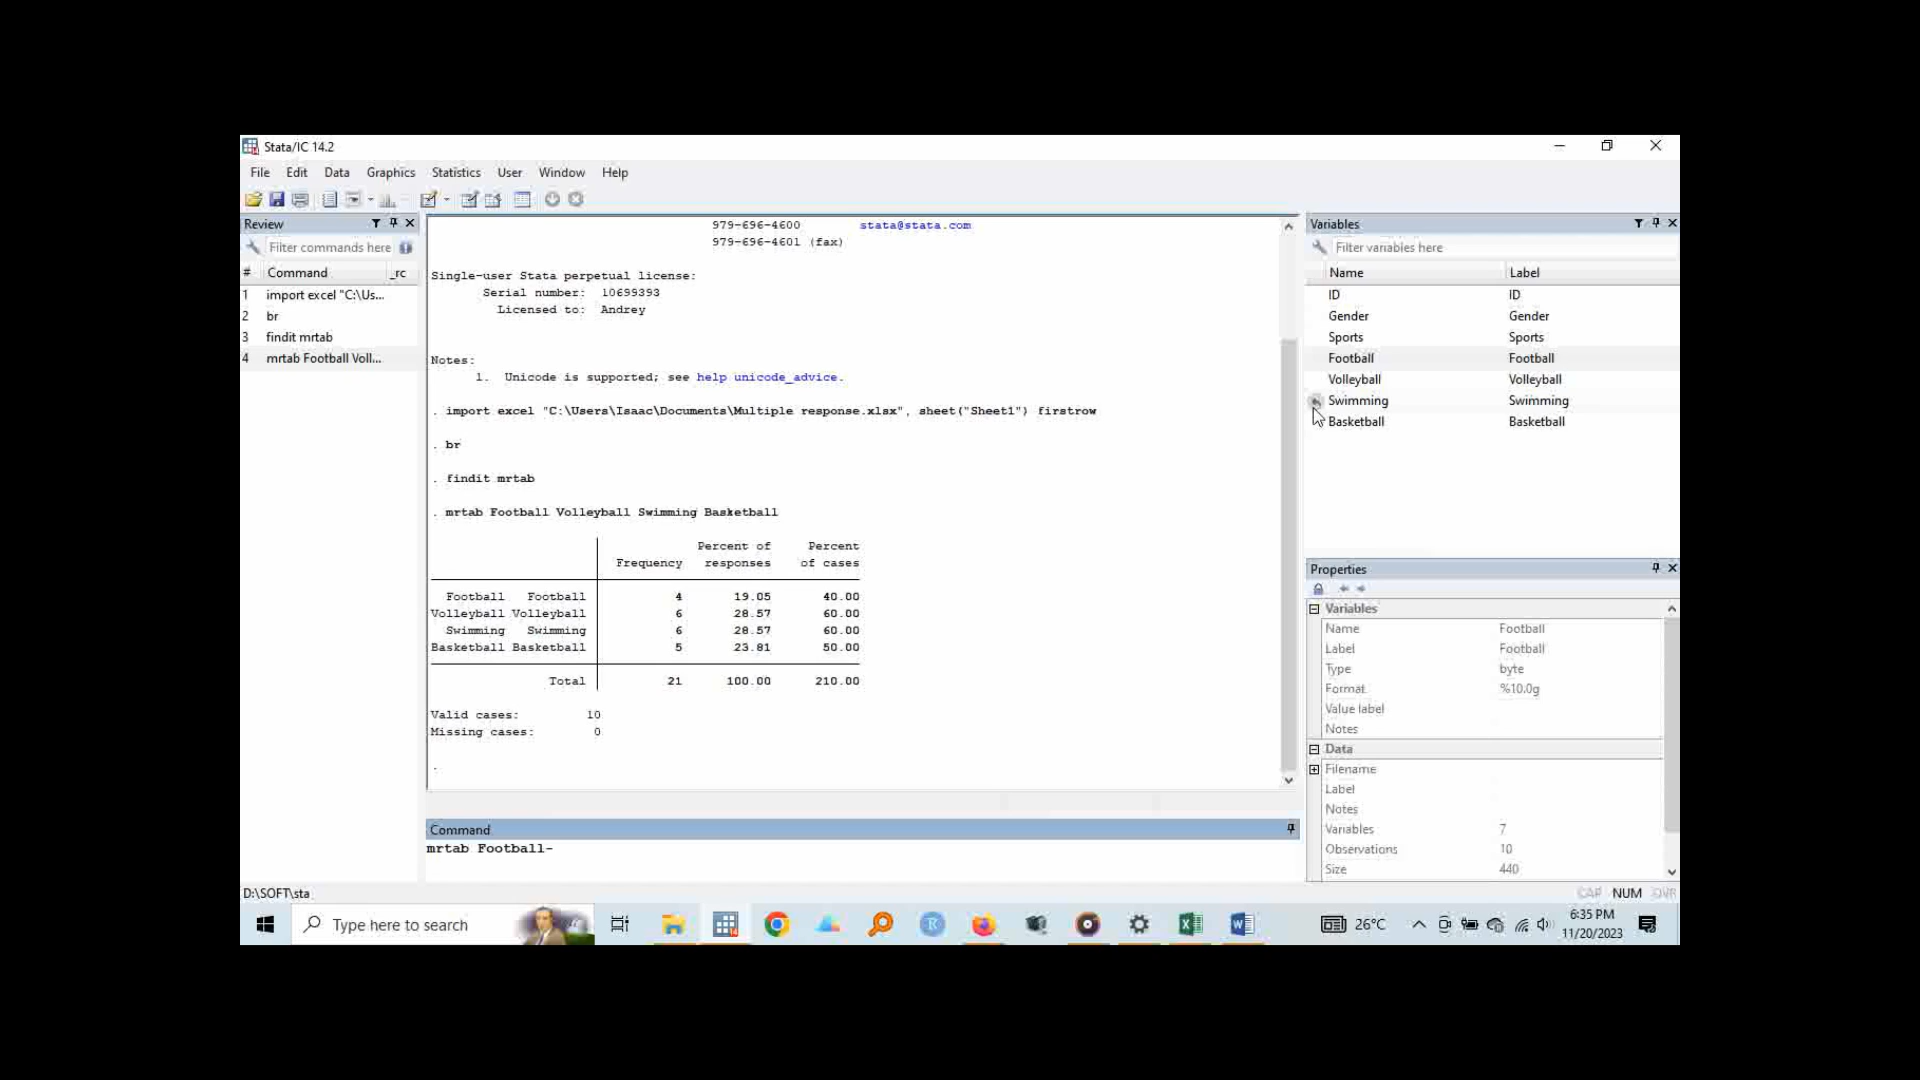 Stata/IC 14.2
File Edit Data Graphics Statistics User Window Help
Review
Filter commands here
# Command _rc
1 import excel "C:\Us...
2 br
3 findit mrtab
4 mrtab Football Voll...
979-696-4600 stata@stata.com
979-696-4601 (fax)
Single-user Stata perpetual license:
Serial number: 10699393
Licensed to: Andrey
Notes:
1. Unicode is supported; see help unicode_advice.
. import excel "C:\Users\Isaac\Documents\Multiple response.xlsx", sheet("Sheet1") firstrow
. br
. findit mrtab
. mrtab Football Volleyball Swimming Basketball
Percent of Percent
Frequency responses of cases
Football Football 4 19.05 40.00
Volleyball Volleyball 6 28.57 60.00
Swimming Swimming 6 28.57 60.00
Basketball Basketball 5 23.81 50.00
Total 21 100.00 210.00
Valid cases: 10
Missing cases: 0
.
Command
mrtab Football-
Variables
Filter variables here
Name Label
ID ID
Gender Gender
Sports Sports
Football Football
Volleyball Volleyball
Swimming Swimming
Basketball Basketball
Properties
Variables
Name Football
Label Football
Type byte
Format %10.0g
Value label
Notes
Data
Filename
Label
Notes
Variables 7
Observations 10
Size 440
D:\SOFT\sta
CAP NUM OVR
Type here to search
26°C
6:35 PM
11/20/2023